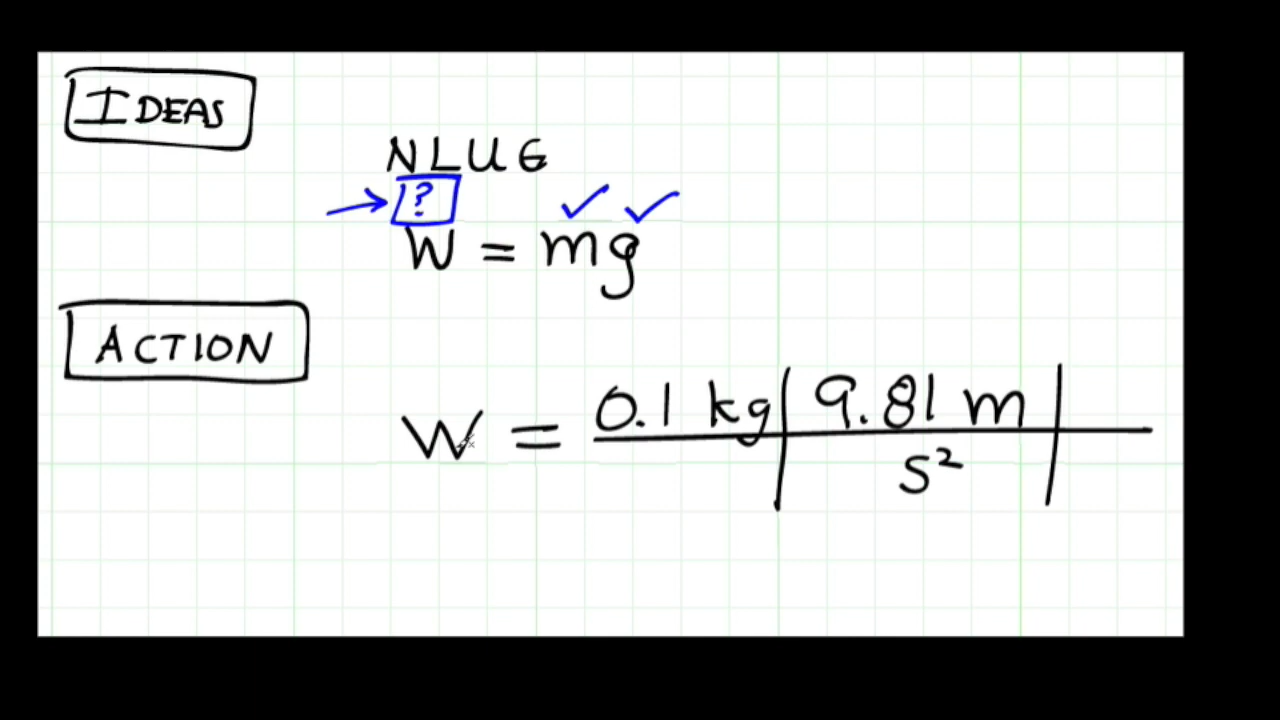 IDEAS
NLUG
?
✓ ✓
W = mg
ACTION
W = 0.1 kg | 9.81 m |
s²